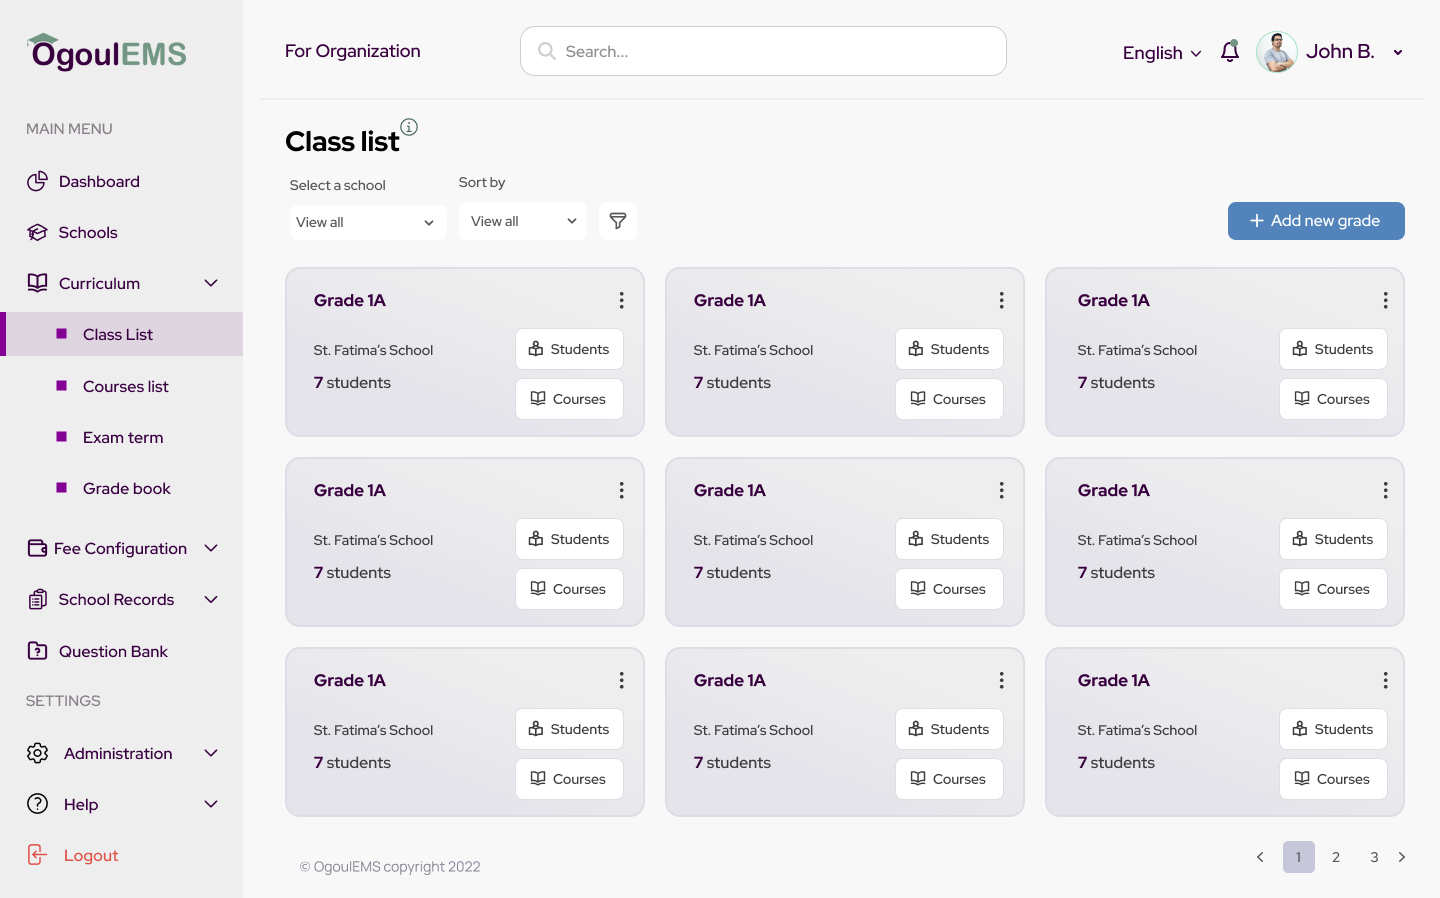 OgoulEMS
For Organization
Search...
English
John B.
MAIN MENU
Dashboard
Schools
Curriculum
Class List
Courses list
Exam term
Grade book
Fee Configuration
School Records
Question Bank
SETTINGS
Administration
Help
Logout
Class list
Select a school
Sort by
View all
View all
Add new grade
Grade 1A
St. Fatima's School
7 students
Students
Courses
Grade 1A
St. Fatima's School
7 students
Students
Courses
Grade 1A
St. Fatima's School
7 students
Students
Courses
Grade 1A
St. Fatima's School
7 students
Students
Courses
Grade 1A
St. Fatima's School
7 students
Students
Courses
Grade 1A
St. Fatima's School
7 students
Students
Courses
Grade 1A
St. Fatima's School
7 students
Students
Courses
Grade 1A
St. Fatima's School
7 students
Students
Courses
Grade 1A
St. Fatima's School
7 students
Students
Courses
© OgoulEMS copyright 2022
1 2 3